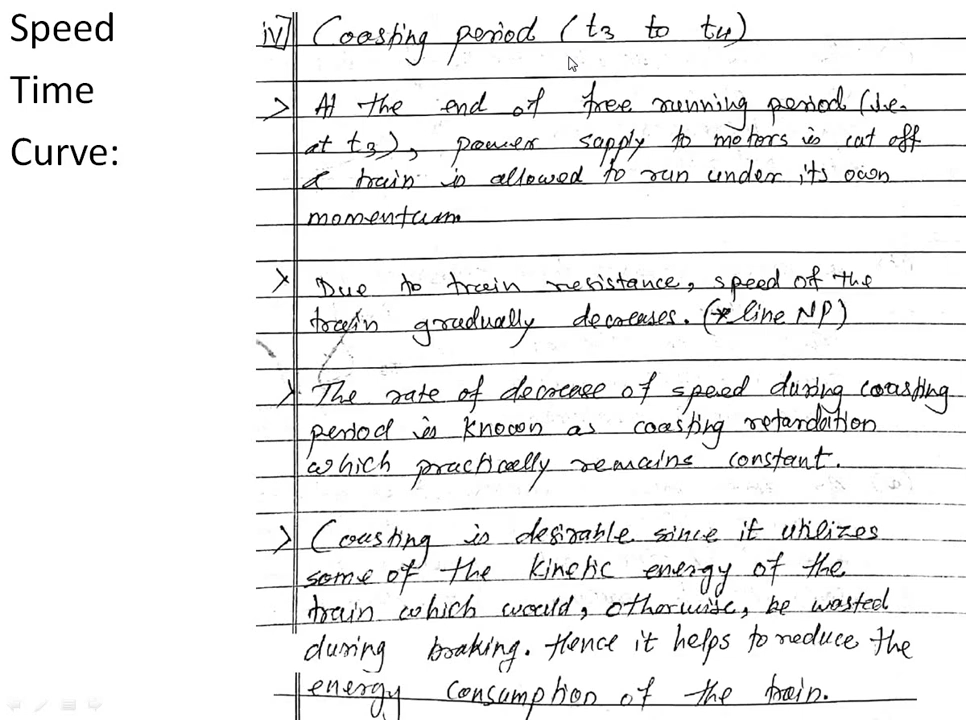 Speed
Time
Curve:
iv] Coasting period (t3 to t4)
> At the end of free running period (i.e.
at t3), power supply to motors is cut off
& train is allowed to run under its own
momentum
> Due to train resistance, speed of the
train gradually decreases. (* line NP)
> The rate of decrease of speed during coasting
period is known as coasting retardation
which practically remains constant.
> Coasting is desirable since it utilizes
some of the kinetic energy of the
train which would, otherwise, be wasted
during braking. Hence it helps to reduce the
energy consumption of the train.